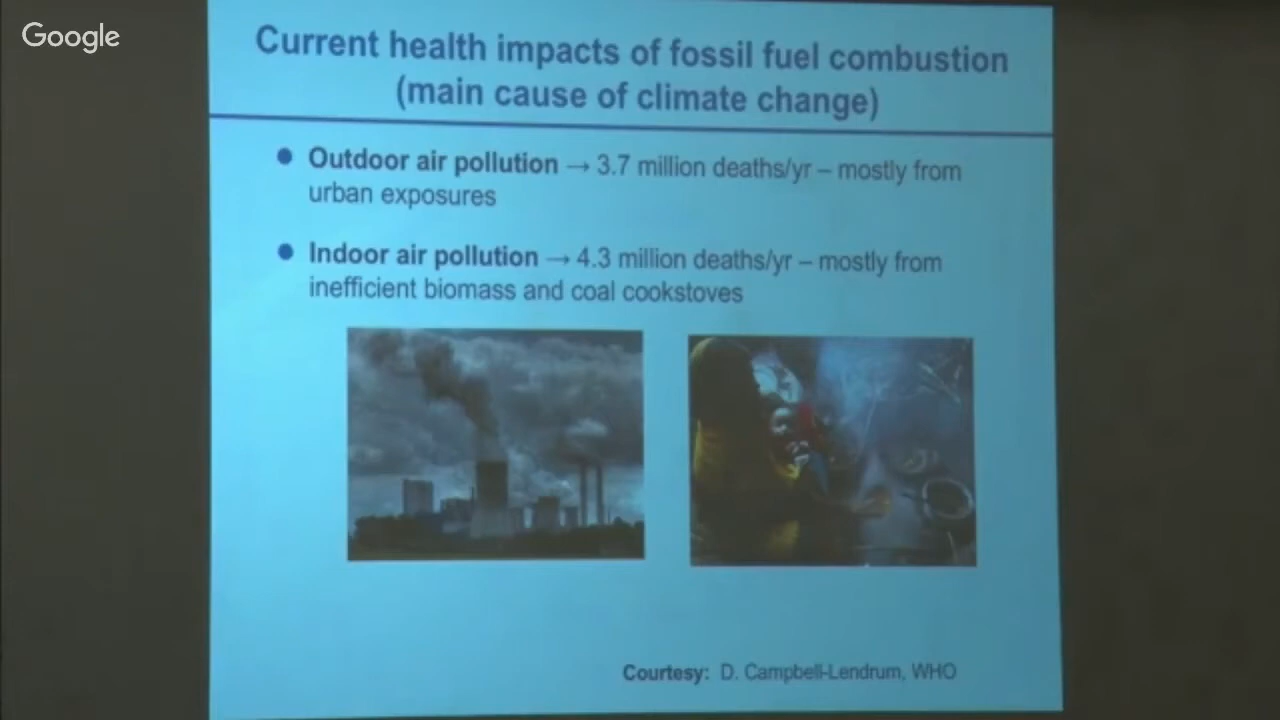 Google
Current health impacts of fossil fuel combustion
(main cause of climate change)
Outdoor air pollution → 3.7 million deaths/yr – mostly from
urban exposures
Indoor air pollution → 4.3 million deaths/yr – mostly from
inefficient biomass and coal cookstoves
Courtesy: D. Campbell-Lendrum, WHO